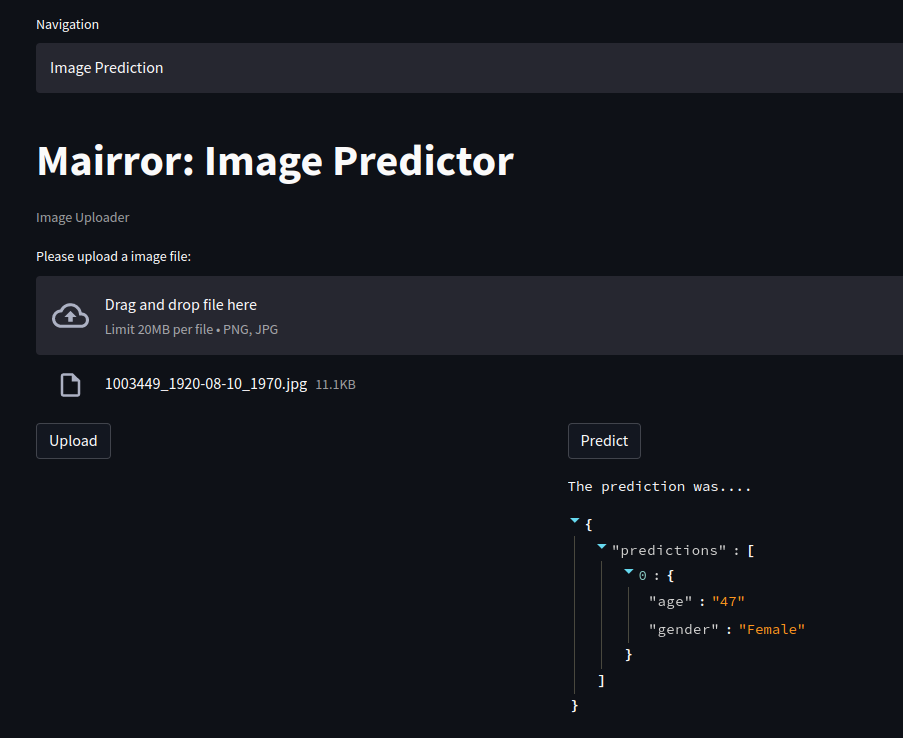 Navigation
Image Prediction
Mairror: Image Predictor
Image Uploader
Please upload a image file:
Drag and drop file here
Limit 20MB per file • PNG, JPG
1003449_1920-08-10_1970.jpg 11.1KB
Upload
Predict
The prediction was....
{
"predictions" : [
0 : {
"age" : "47"
"gender" : "Female"
}
]
}